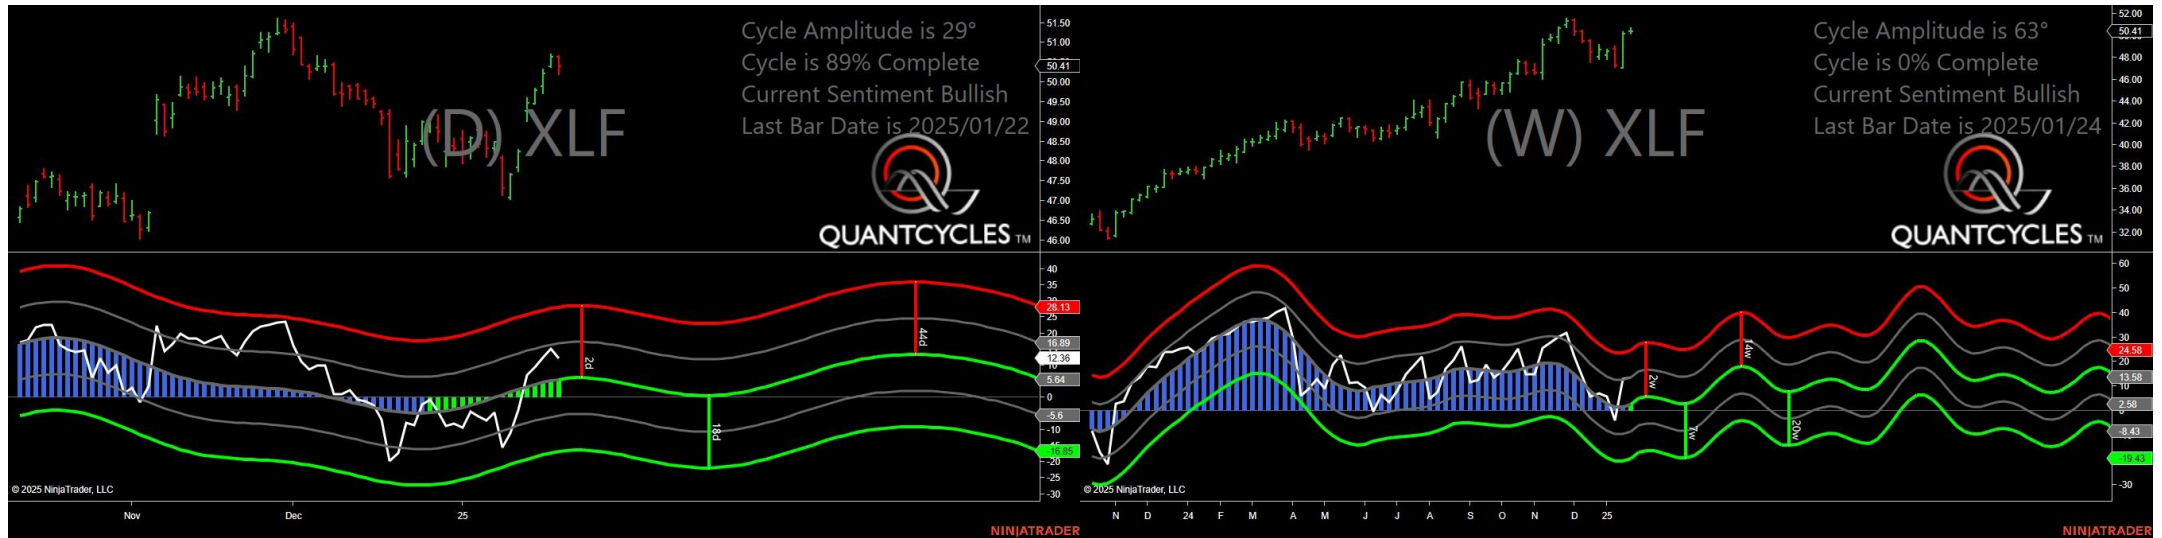 Cycle Amplitude is 29°
Cycle is 89% Complete
Current Sentiment Bullish
Last Bar Date is 2025/01/22
(D) XLF
QUANTCYCLES TM
51.50
51.00
50.41
50.00
49.50
49.00
48.50
48.00
47.50
47.00
46.50
46.00
40
35
28.13
25
20
16.89
12.36
5.64
0
-5.6
-10
-16.85
-20
-25
-30
2d
18d
44d
© 2025 NinjaTrader, LLC
Nov
Dec
25
NINJATRADER
Cycle Amplitude is 63°
Cycle is 0% Complete
Current Sentiment Bullish
Last Bar Date is 2025/01/24
(W) XLF
QUANTCYCLES TM
52.00
50.41
48.00
46.00
44.00
42.00
40.00
38.00
36.00
34.00
32.00
60
50
40
30
24.58
20
13.58
10
2.58
-8.43
-19.43
-30
2w
7w
14w
20w
© 2025 NinjaTrader, LLC
N D 24 F M A M J J A S O N D 25
NINJATRADER